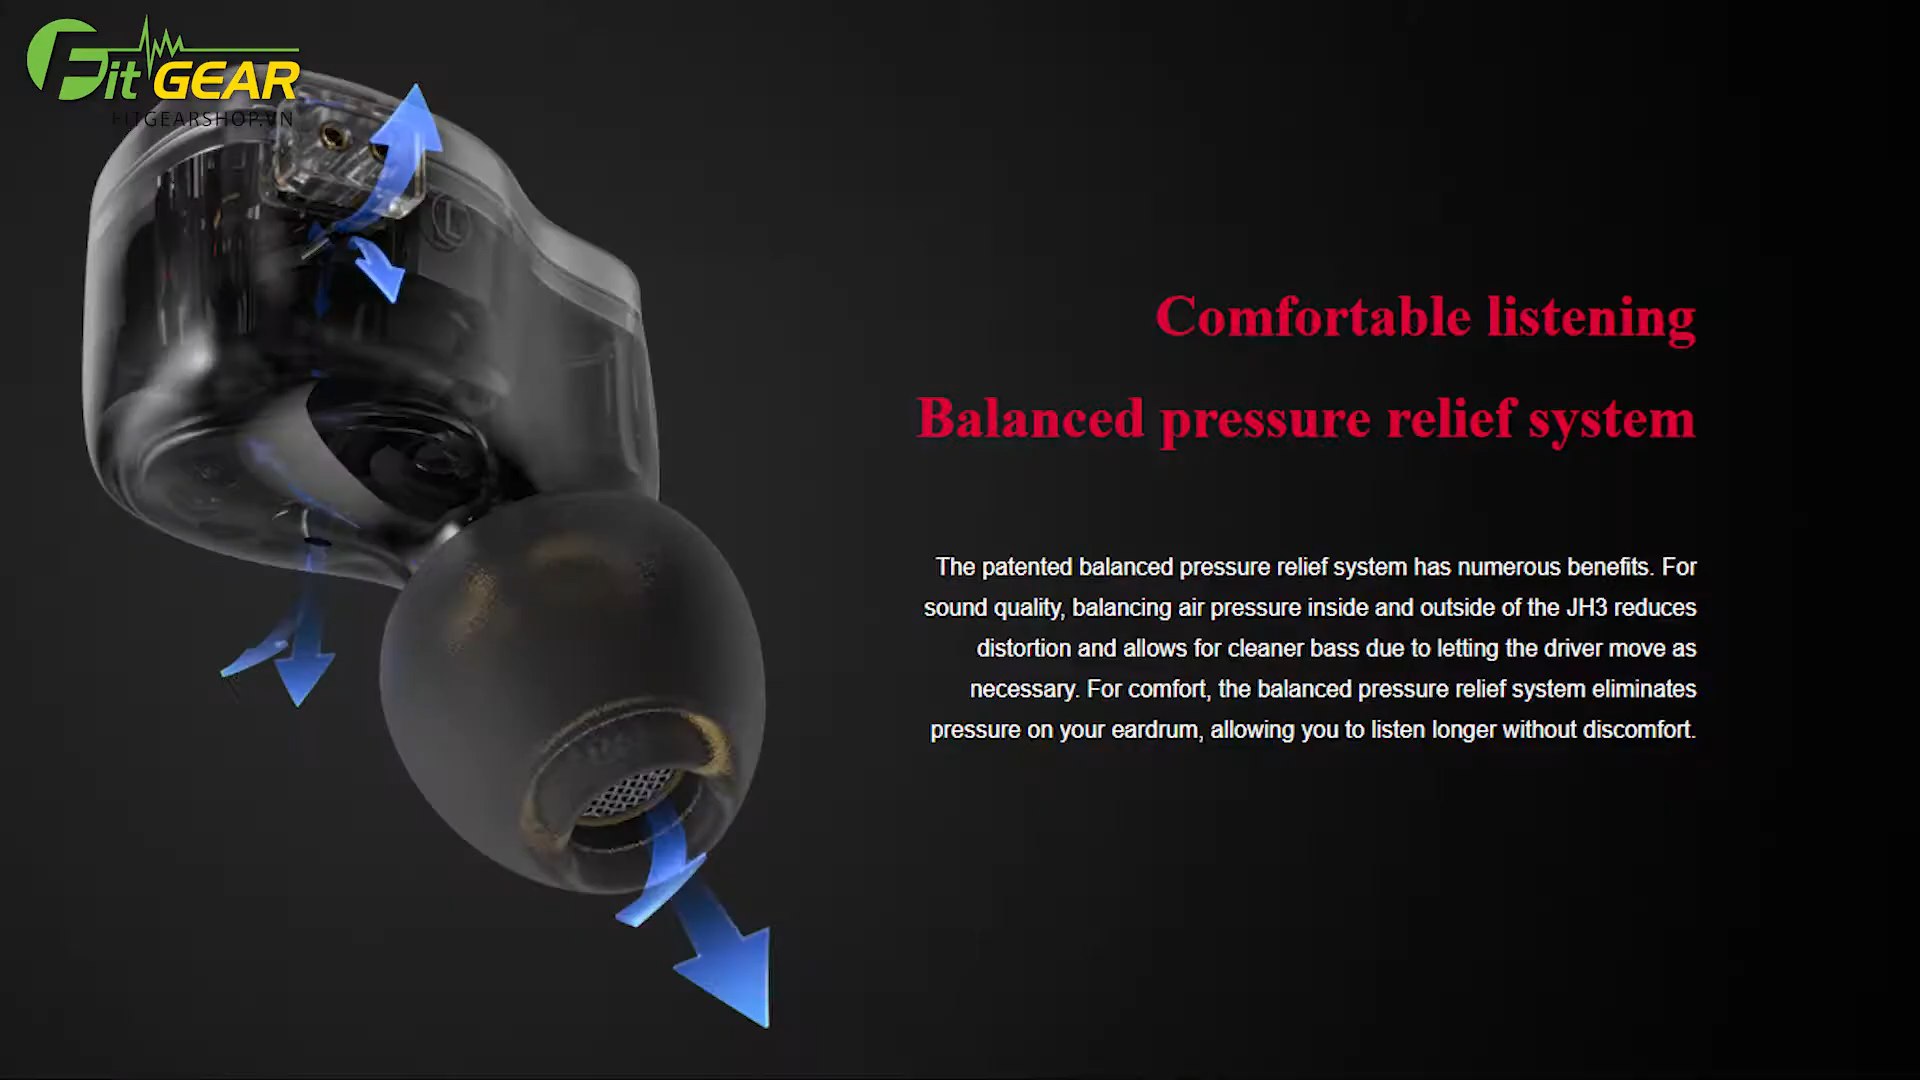 Fit GEAR
FITGEARSHOP.VN
L
Comfortable listening
Balanced pressure relief system
The patented balanced pressure relief system has numerous benefits. For
sound quality, balancing air pressure inside and outside of the JH3 reduces
distortion and allows for cleaner bass due to letting the driver move as
necessary. For comfort, the balanced pressure relief system eliminates
pressure on your eardrum, allowing you to listen longer without discomfort.